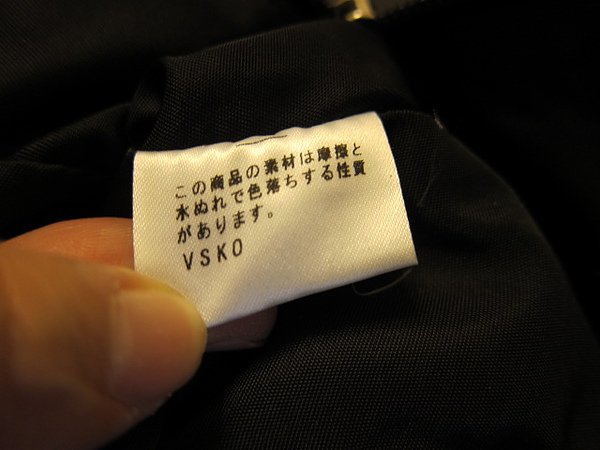 この商品の素材は摩擦と
水ぬれで色落ちする性質
があります。
VSKO